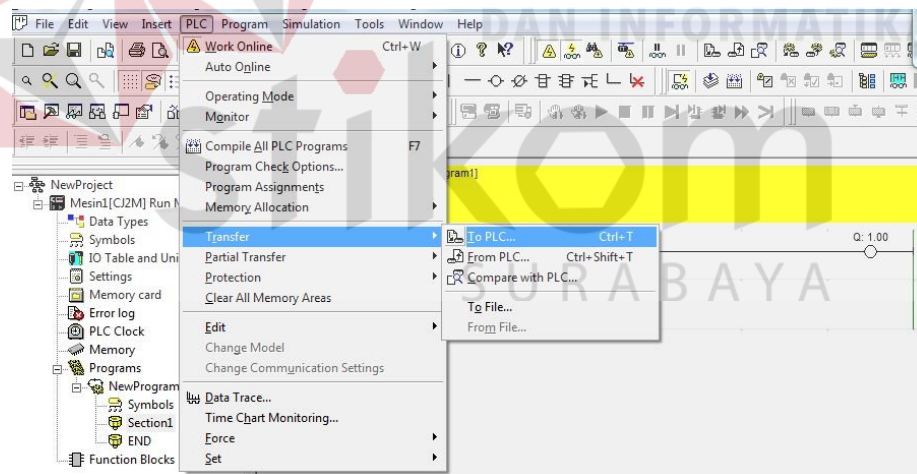 DAN INFORMATIKA
File Edit View Insert PLC Program Simulation Tools Window Help
Work Online Ctrl+W
Auto Online
Operating Mode
Monitor
Compile All PLC Programs F7
Program Check Options...
Program Assignments
Memory Allocation
Transfer
Partial Transfer
Protection
Clear All Memory Areas
Edit
Change Model
Change Communication Settings
Data Trace...
Time Chart Monitoring...
Force
Set
To PLC... Ctrl+T
From PLC... Ctrl+Shift+T
Compare with PLC...
To File...
From File...
NewProject
Mesin1[CJ2M] Run M
Data Types
Symbols
IO Table and Uni
Settings
Memory card
Error log
PLC Clock
Memory
Programs
NewProgram
Symbols
Section1
END
Function Blocks
gram1]
Q: 1.00
stikom
SURABAYA